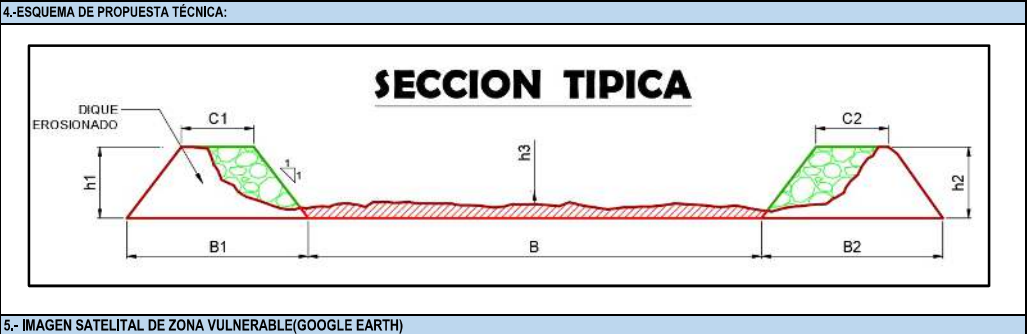 4.-ESQUEMA DE PROPUESTA TÉCNICA:
SECCION TIPICA
DIQUE
EROSIONADO
C1
C2
h3
1
1
h1
h2
B1
B
B2
5.- IMAGEN SATELITAL DE ZONA VULNERABLE(GOOGLE EARTH)